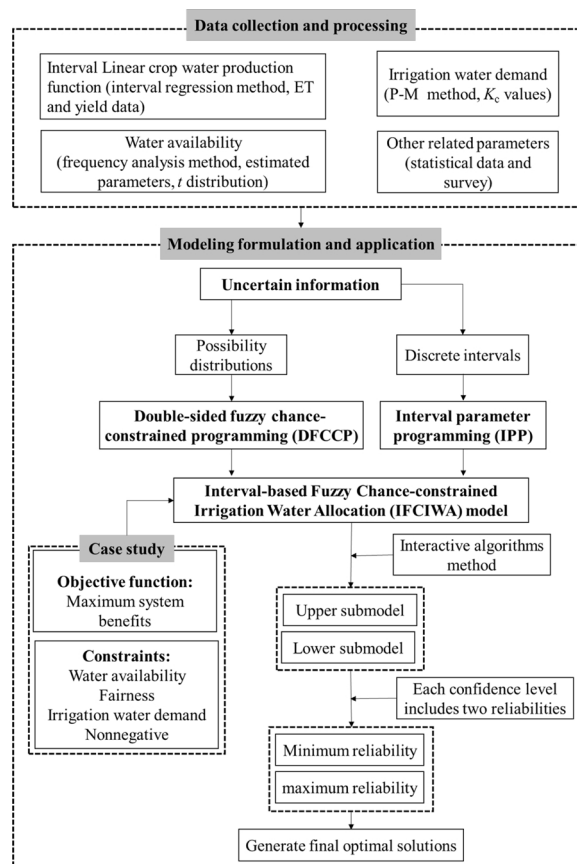 Data collection and processing
Interval Linear crop water production
function (interval regression method, ET
and yield data)
Irrigation water demand
(P-M method, Kc values)
Water availability
(frequency analysis method, estimated
parameters, t distribution)
Other related parameters
(statistical data and
survey)
Modeling formulation and application
Uncertain information
Possibility
distributions
Discrete intervals
Double-sided fuzzy chance-
constrained programming (DFCCP)
Interval parameter
programming (IPP)
Interval-based Fuzzy Chance-constrained
Irrigation Water Allocation (IFCIWA) model
Case study
Objective function:
Maximum system
benefits
Constraints:
Water availability
Fairness
Irrigation water demand
Nonnegative
Interactive algorithms
method
Upper submodel
Lower submodel
Each confidence level
includes two reliabilities
Minimum reliability
maximum reliability
Generate final optimal solutions